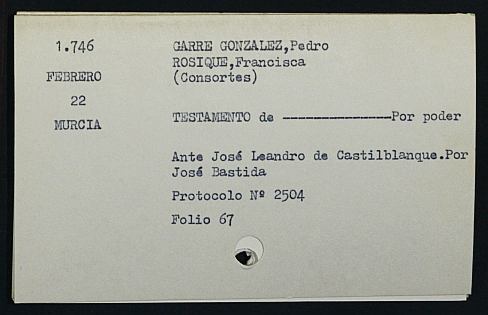 1.746
FEBRERO
22
MURCIA
GARRE GONZALEZ,Pedro
ROSIQUE,Francisca
(Consortes)
TESTAMENTO de --------------Por poder
Ante José Leandro de Castilblanque.Por
José Bastida
Protocolo Nº 2504
Folio 67